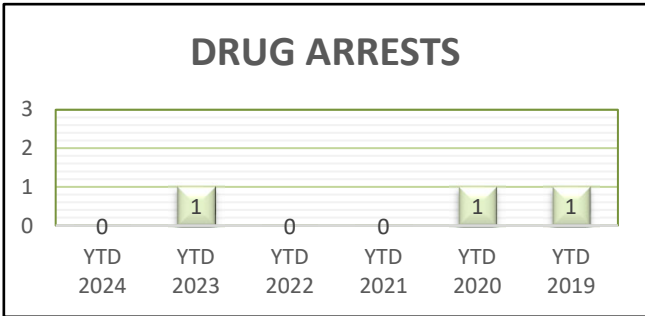 DRUG ARRESTS
3
2
1
0
0 1 0 0 1 1
YTD YTD YTD YTD YTD YTD
2024 2023 2022 2021 2020 2019